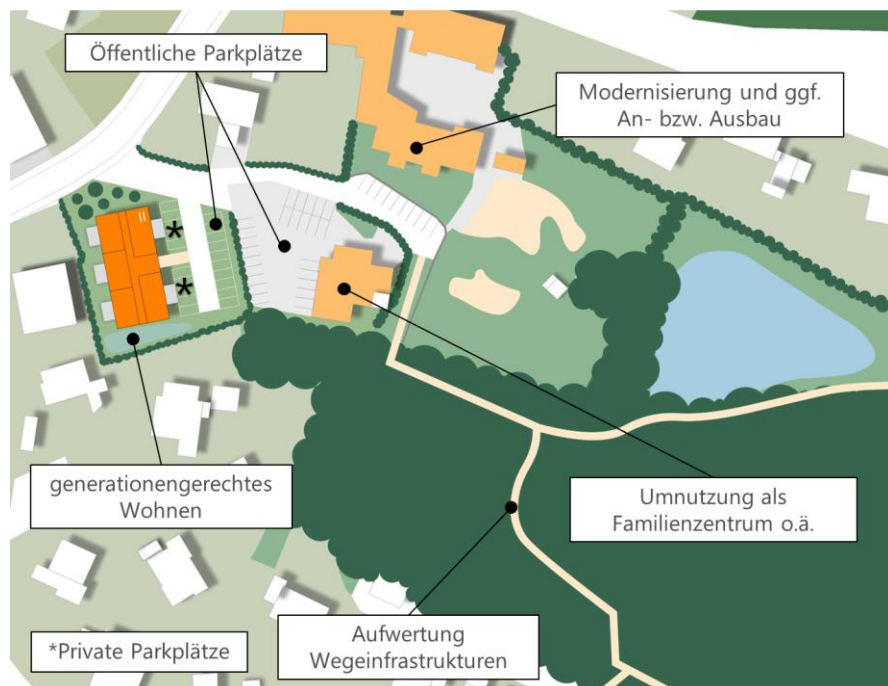 Öffentliche Parkplätze
Modernisierung und ggf.
An- bzw. Ausbau
*
*
generationengerechtes
Wohnen
Umnutzung als
Familienzentrum o.ä.
*Private Parkplätze
Aufwertung
Wegeinfrastrukturen